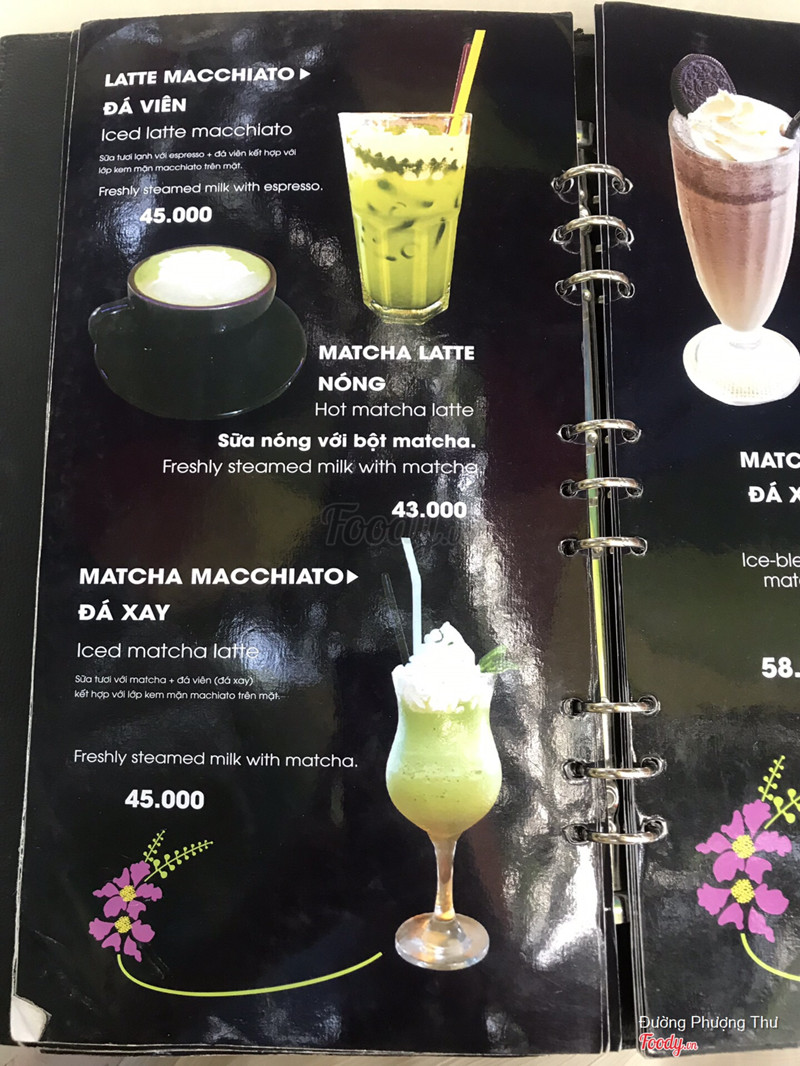 LATTE MACCHIATO
ĐÁ VIÊN
Iced latte macchiato
Sữa tươi lạnh với espresso + đá viên kết hợp với
lớp kem mặn macchiato trên mặt.
Freshly steamed milk with espresso.
45.000
MATCHA LATTE
NÓNG
Hot matcha latte
Sữa nóng với bột matcha.
Freshly steamed milk with matcha.
43.000
Foody.vn
MATCHA MACCHIATO
ĐÁ XAY
Iced matcha latte
Sữa tươi với matcha + đá viên (đá xay)
kết hợp với lớp kem mặn machiato trên mặt.
Freshly steamed milk with matcha.
45.000
MATC
ĐÁ X
Ice-ble
mat
58.
Đường Phượng Thư
Foody.vn